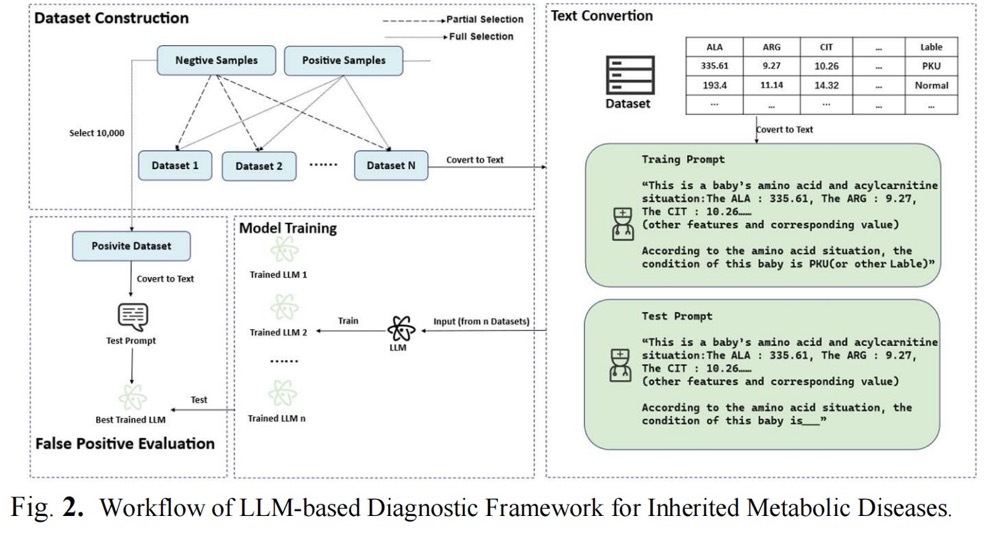 Dataset Construction
Partial Selection
Full Selection
Negtive Samples
Positive Samples
Select 10,000
Dataset 1
Dataset 2
......
Dataset N
Covert to Text
Posivite Dataset
Covert to Text
Test Prompt
Best Trained LLM
Test
False Positive Evaluation
Model Training
Trained LLM 1
Trained LLM 2
......
Trained LLM n
Train
LLM
Input (from n Datasets)
Text Convertion
Dataset
ALA ARG CIT ... Lable
335.61 9.27 10.26 ... PKU
193.4 11.14 14.32 ... Normal
... ... ... ... ...
Covert to Text
Traing Prompt
“This is a baby’s amino acid and acylcarnitine
situation:The ALA : 335.61, The ARG : 9.27,
The CIT : 10.26……
(other features and corresponding value)
According to the amino acid situation, the
condition of this baby is PKU(or other Lable)”
Test Prompt
“This is a baby’s amino acid and acylcarnitine
situation:The ALA : 335.61, The ARG : 9.27,
The CIT : 10.26……
(other features and corresponding value)
According to the amino acid situation, the
condition of this baby is__”
Fig. 2. Workflow of LLM-based Diagnostic Framework for Inherited Metabolic Diseases.